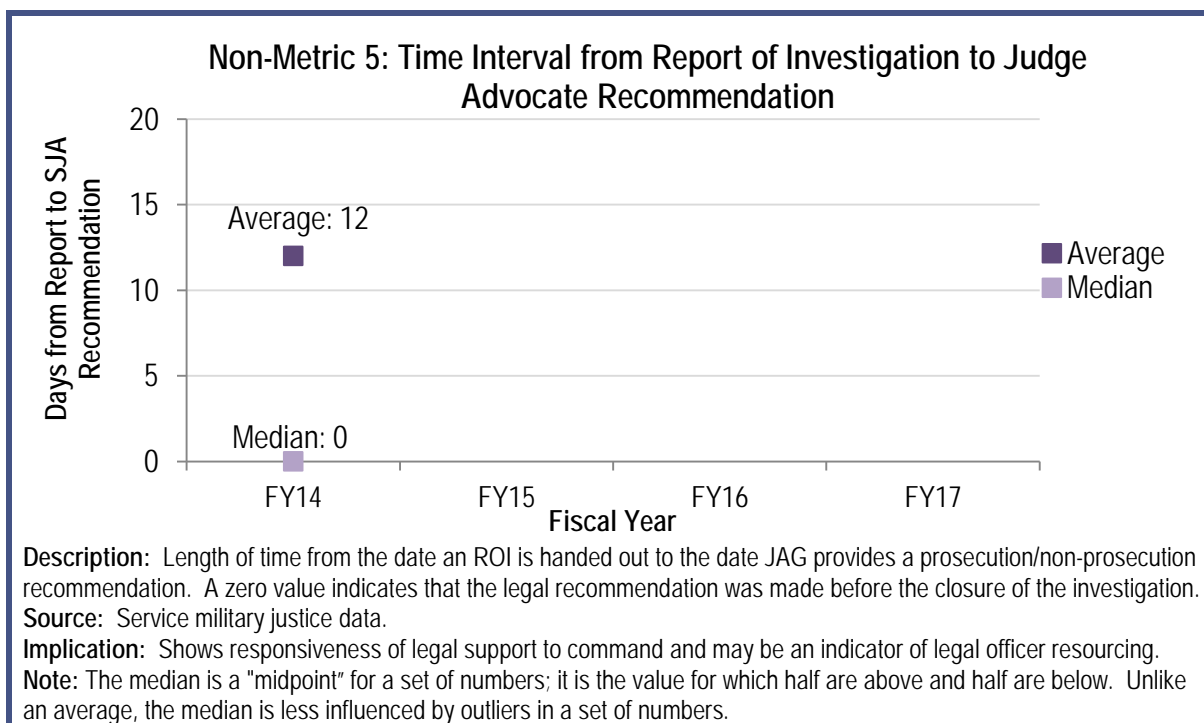 Non-Metric 5: Time Interval from Report of Investigation to Judge
Advocate Recommendation
Days from Report to SJA
Recommendation
20
15
10
5
0
Average: 12
Median: 0
Average
Median
FY14
FY15
FY16
FY17
Fiscal Year
Description: Length of time from the date an ROI is handed out to the date JAG provides a prosecution/non-prosecution
recommendation. A zero value indicates that the legal recommendation was made before the closure of the investigation.
Source: Service military justice data.
Implication: Shows responsiveness of legal support to command and may be an indicator of legal officer resourcing.
Note: The median is a "midpoint" for a set of numbers; it is the value for which half are above and half are below. Unlike
an average, the median is less influenced by outliers in a set of numbers.